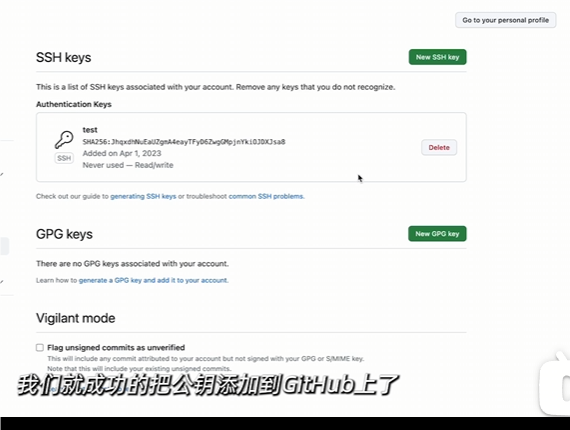 Go to your personal profile
SSH keys
New SSH key
This is a list of SSH keys associated with your account. Remove any keys that you do not recognize.
Authentication Keys
test
SHA256:JhqxdhNuEaUZgmA4eayTFyD6ZwgGMpjnYkiOJDXJsa8
Added on Apr 1, 2023
Never used — Read/write
SSH
Delete
Check out our guide to generating SSH keys or troubleshoot common SSH problems.
GPG keys
New GPG key
There are no GPG keys associated with your account.
Learn how to generate a GPG key and add it to your account.
Vigilant mode
Flag unsigned commits as unverified
This will include any commit attributed to your account but not signed with your GPG or S/MIME key.
Note that this will include your existing unsigned commits.
我们就成功的把公钥添加到GitHub上了